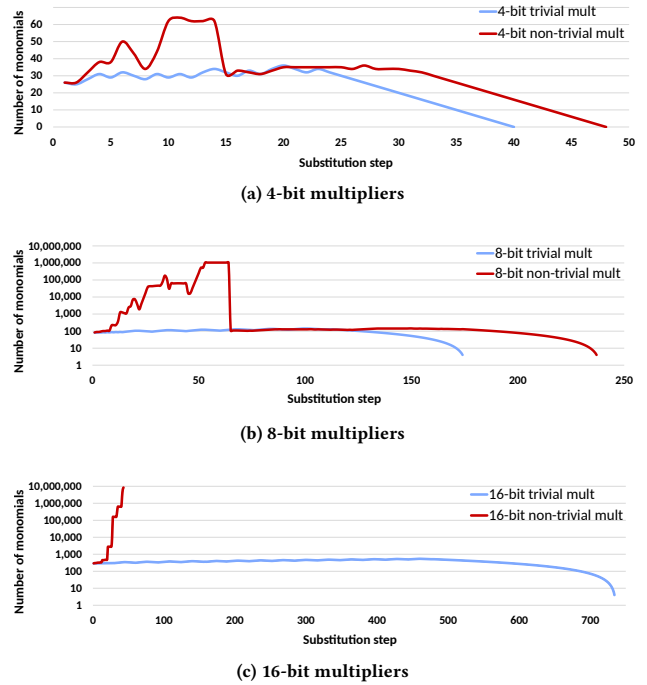 4-bit trivial mult
4-bit non-trivial mult
Number of monomials
60
50
40
30
20
10
0
0 5 10 15 20 25 30 35 40 45 50
Substitution step
(a) 4-bit multipliers
8-bit trivial mult
8-bit non-trivial mult
Number of monomials
10,000,000
1,000,000
100,000
10,000
1,000
100
10
1
0 50 100 150 200 250
Substitution step
(b) 8-bit multipliers
16-bit trivial mult
16-bit non-trivial mult
Number of monomials
10,000,000
1,000,000
100,000
10,000
1,000
100
10
1
0 100 200 300 400 500 600 700
Substitution step
(c) 16-bit multipliers